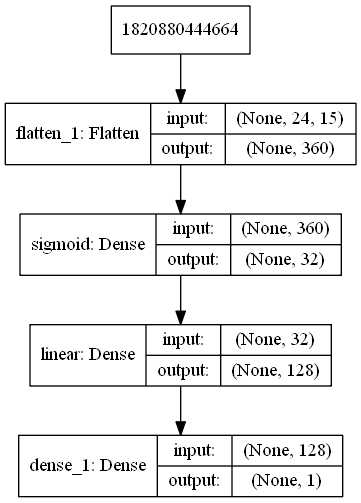 1820880444664
flatten_1: Flatten
input:
(None, 24, 15)
output:
(None, 360)
sigmoid: Dense
input:
(None, 360)
output:
(None, 32)
linear: Dense
input:
(None, 32)
output:
(None, 128)
dense_1: Dense
input:
(None, 128)
output:
(None, 1)